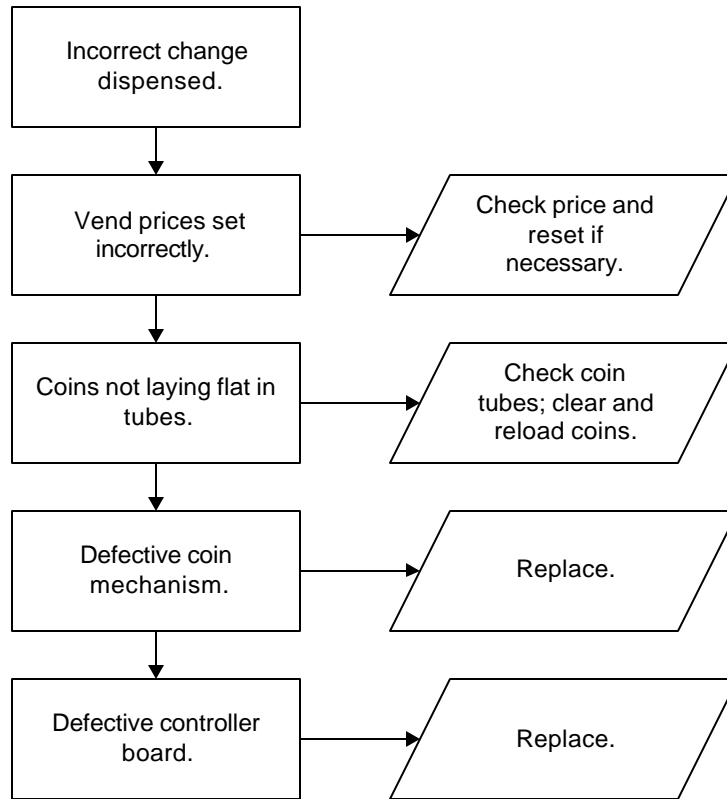 Incorrect change
dispensed.
Vend prices set
incorrectly.
Check price and
reset if
necessary.
Coins not laying flat in
tubes.
Check coin
tubes; clear and
reload coins.
Defective coin
mechanism.
Replace.
Defective controller
board.
Replace.